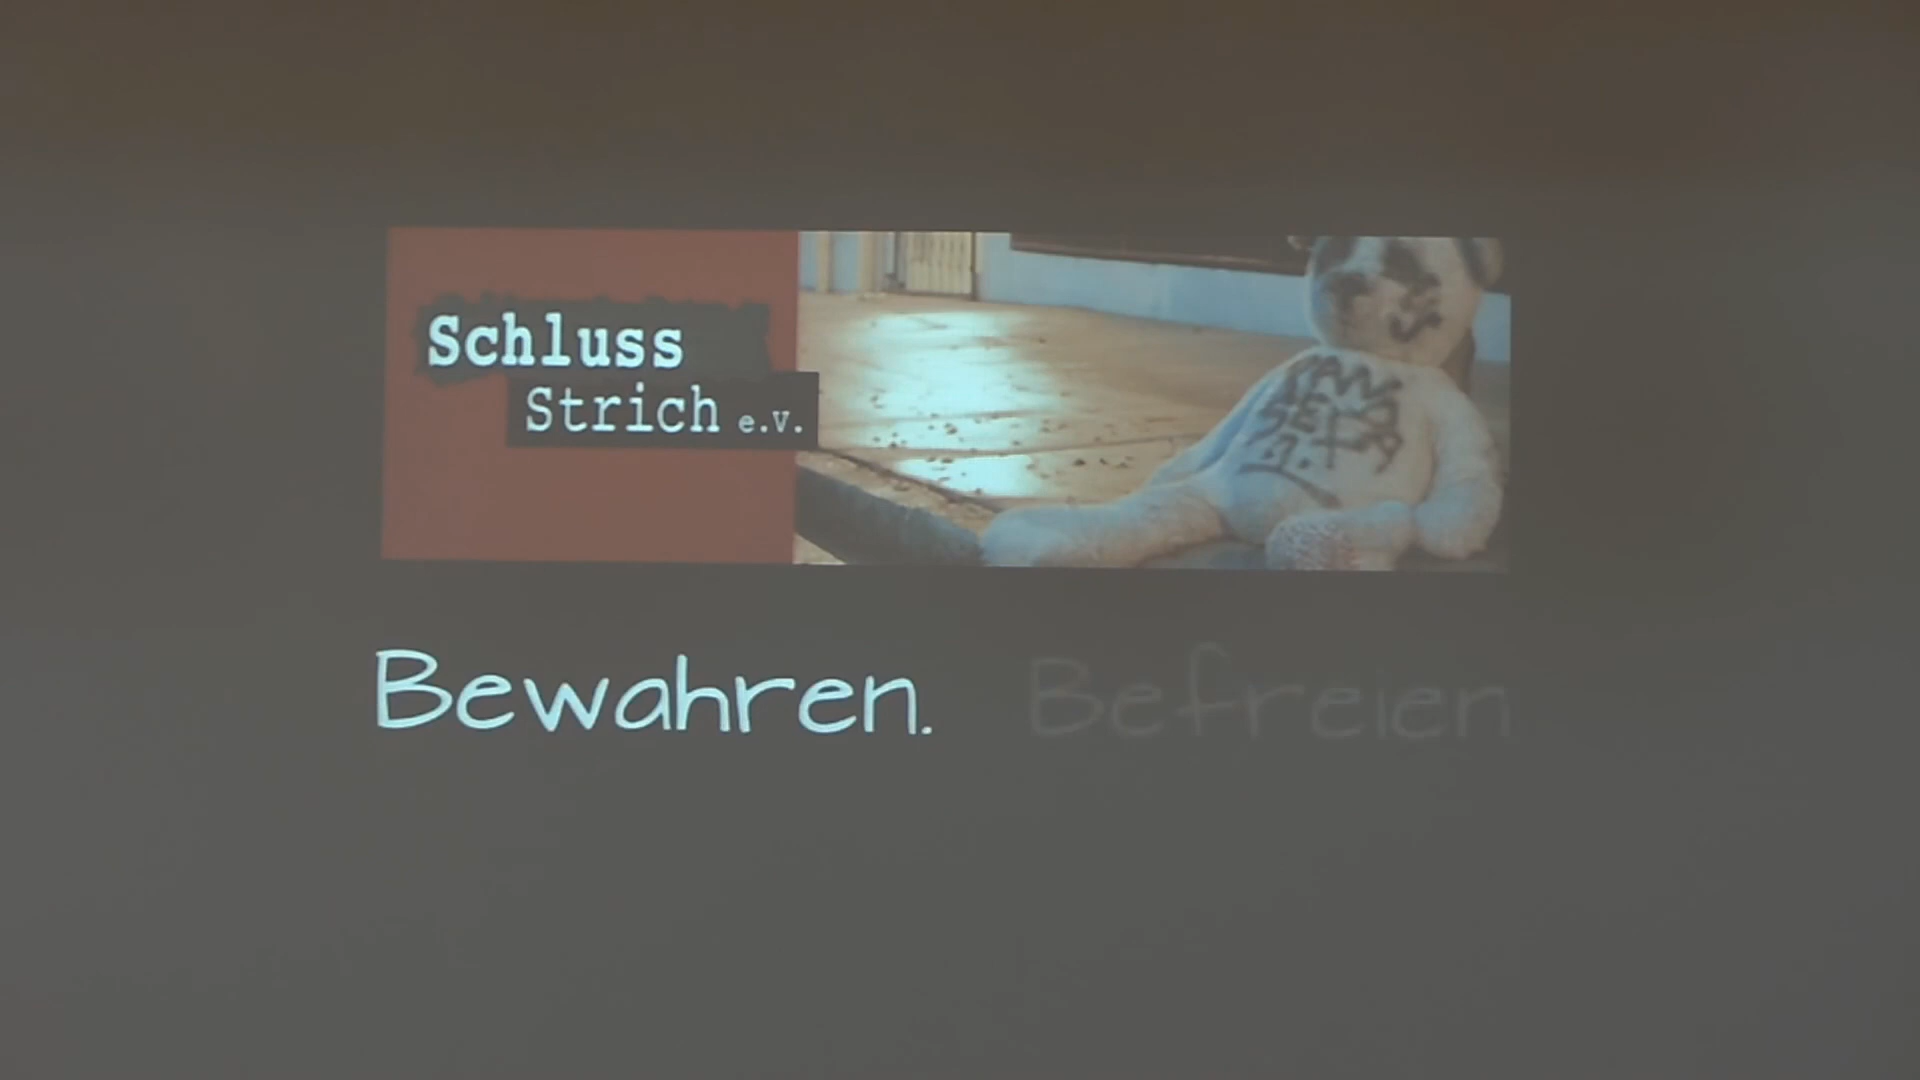 Schluss
Strich e.V.
Bewahren. Befreien